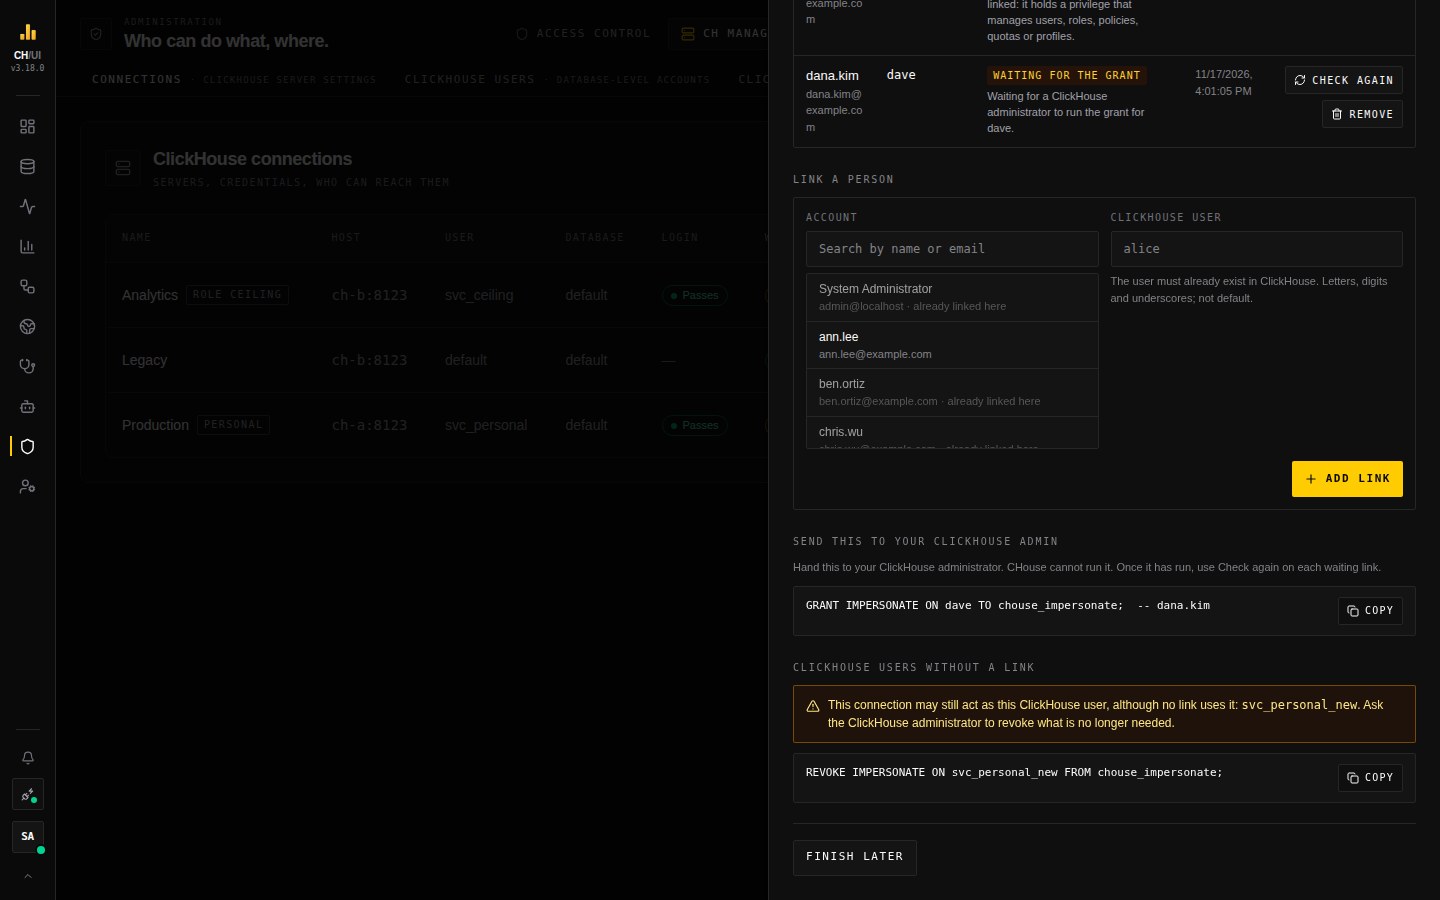 CH/UI
v3.18.0
SA
ADMINISTRATION
Who can do what, where.
ACCESS CONTROL
CH MANAG
CONNECTIONS · CLICKHOUSE SERVER SETTINGS
CLICKHOUSE USERS · DATABASE-LEVEL ACCOUNTS
CLIC
ClickHouse connections
SERVERS, CREDENTIALS, WHO CAN REACH THEM
NAME HOST USER DATABASE LOGIN
Analytics ROLE CEILING ch-b:8123 svc_ceiling default Passes
Legacy ch-b:8123 default default —
Production PERSONAL ch-a:8123 svc_personal default Passes
example.co
m
linked: it holds a privilege that
manages users, roles, policies,
quotas or profiles.
dana.kim
dana.kim@
example.co
m
dave
WAITING FOR THE GRANT
Waiting for a ClickHouse
administrator to run the grant for
dave.
11/17/2026,
4:01:05 PM
CHECK AGAIN
REMOVE
LINK A PERSON
ACCOUNT
Search by name or email
System Administrator
admin@localhost · already linked here
ann.lee
ann.lee@example.com
ben.ortiz
ben.ortiz@example.com · already linked here
chris.wu
chris.wu@example.com · already linked here
CLICKHOUSE USER
alice
The user must already exist in ClickHouse. Letters, digits
and underscores; not default.
ADD LINK
SEND THIS TO YOUR CLICKHOUSE ADMIN
Hand this to your ClickHouse administrator. CHouse cannot run it. Once it has run, use Check again on each waiting link.
GRANT IMPERSONATE ON dave TO chouse_impersonate;  -- dana.kim
COPY
CLICKHOUSE USERS WITHOUT A LINK
This connection may still act as this ClickHouse user, although no link uses it: svc_personal_new. Ask
the ClickHouse administrator to revoke what is no longer needed.
REVOKE IMPERSONATE ON svc_personal_new FROM chouse_impersonate;
COPY
FINISH LATER